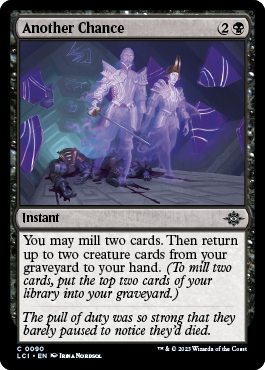 Another Chance 2
Instant
You may mill two cards. Then return
up to two creature cards from your
graveyard to your hand. (To mill two
cards, put the top two cards of your
library into your graveyard.)
The pull of duty was so strong that they
barely paused to notice they'd died.
C 0090
LCI • EN Irina Nordsol
™ & © 2023 Wizards of the Coast